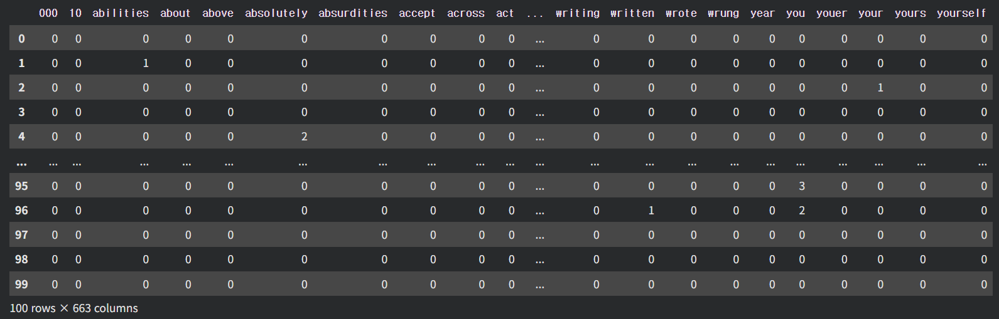 000 10 abilities about above absolutely absurdities accept across act ... writing written wrote wrung year you youer your yours yourself
0 0 0 0 0 0 0 0 0 0 0 ... 0 0 0 0 0 0 0 0 0 0
1 0 0 1 0 0 0 0 0 0 0 ... 0 0 0 0 0 0 0 0 0 0
2 0 0 0 0 0 0 0 0 0 0 ... 0 0 0 0 0 0 0 1 0 0
3 0 0 0 0 0 0 0 0 0 0 ... 0 0 0 0 0 0 0 0 0 0
4 0 0 0 0 0 2 0 0 0 0 ... 0 0 0 0 0 0 0 0 0 0
... ... ... ... ... ... ... ... ... ... ... ... ... ... ... ... ... ... ... ... ... ...
95 0 0 0 0 0 0 0 0 0 0 ... 0 0 0 0 0 3 0 0 0 0
96 0 0 0 0 0 0 0 0 0 0 ... 0 1 0 0 0 2 0 0 0 0
97 0 0 0 0 0 0 0 0 0 0 ... 0 0 0 0 0 0 0 0 0 0
98 0 0 0 0 0 0 0 0 0 0 ... 0 0 0 0 0 0 0 0 0 0
99 0 0 0 0 0 0 0 0 0 0 ... 0 0 0 0 0 0 0 0 0 0
100 rows × 663 columns